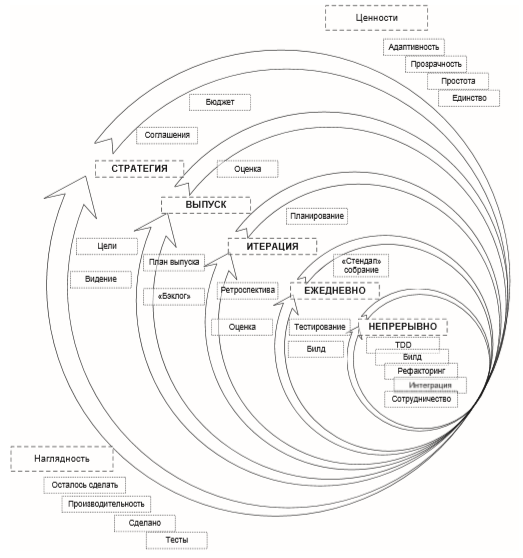 Ценности
Адаптивность
Прозрачность
Простота
Единство
Бюджет
Соглашения
СТРАТЕГИЯ
Оценка
ВЫПУСК
Планирование
ИТЕРАЦИЯ
Цели
План выпуска
«Стендап»
собрание
Видение
«Бэклог»
Ретроспектива
ЕЖЕДНЕВНО
Оценка
Тестирование
НЕПРЕРЫВНО
Билд
TDD
Билд
Рефакторинг
Интеграция
Сотрудничество
Наглядность
Осталось сделать
Производительность
Сделано
Тесты